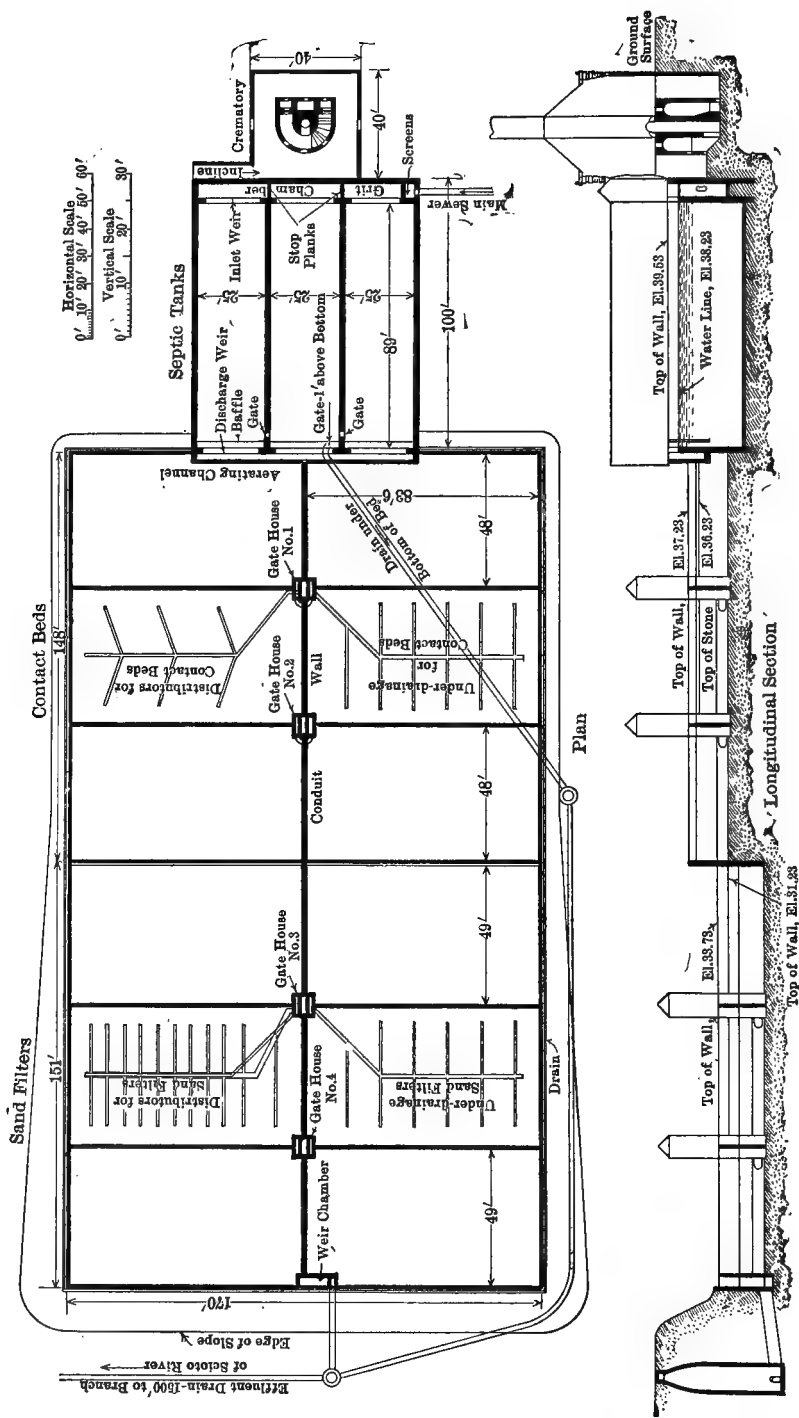 Horizontal Scale
0' 10' 20' 30' 40' 50' 60'
Vertical Scale
0' 10' 20' 30'
40'
Crematory
40'
Incline
Septic Tanks
Grit Chamber
Screens
Main Sewer
Inlet Weir
Stop
Planks
25'
25'
25'
Discharge Weir
Baffle
Gate
Gate-1' above Bottom
Gate
89'
100'
Aerating Channel
Contact Beds
148'
83'6
48'
Drain under
Bottom of Bed
Gate House
No.1
Distributors for
Contact Beds
Under-drainage
for
Contact Beds
Gate House
No.2
Wall
Conduit
48'
Plan
Sand Filters
151'
49'
Gate House
No.3
Distributors for
Sand Filters
Under-drainage
Sand Filters
Gate House
No.4
Drain
Weir Chamber
49'
170'
Edge of Slope
Effluent Drain-1500' to Branch
of Scioto River
Ground
Surface
Top of Wall, El.39.53
Water Line, El.38.23
Top of Wall, El.37.23
Top of Stone El.36.23
Longitudinal Section
Top of Wall, El.33.73
Top of Wall, El.31.23